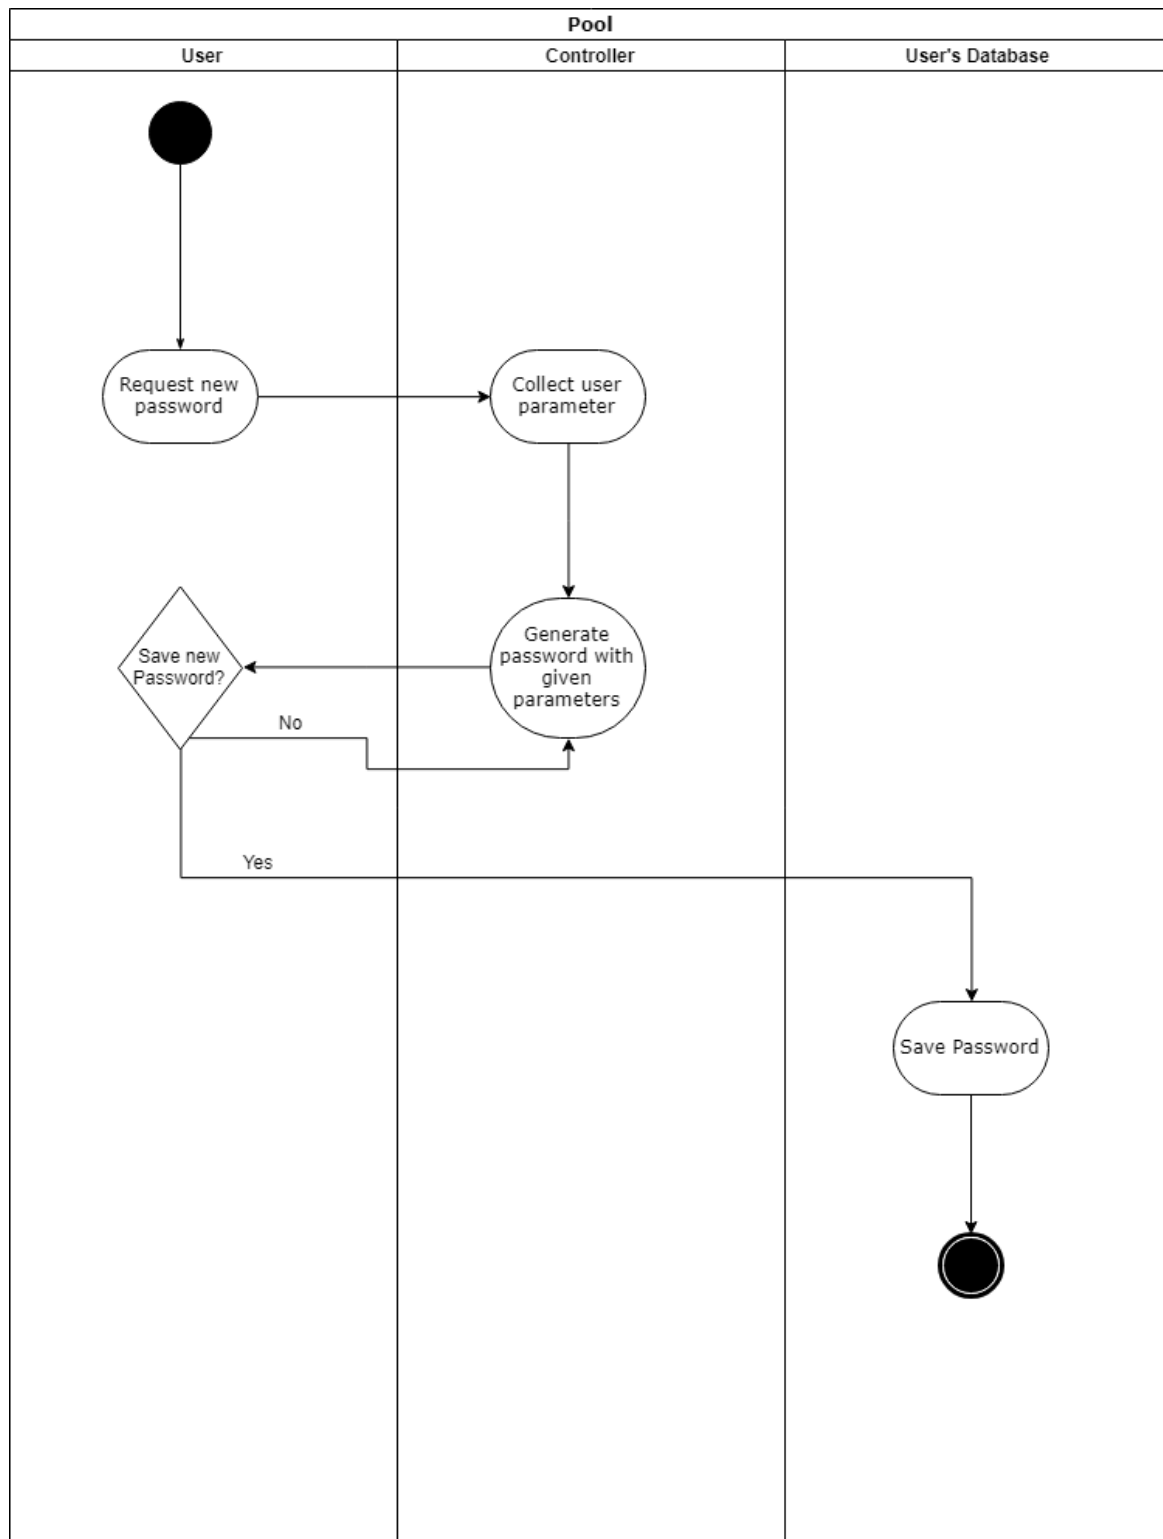 Pool
User
Controller
User's Database
Request new
password
Collect user
parameter
Generate
password with
given
parameters
Save new
Password?
No
Yes
Save Password